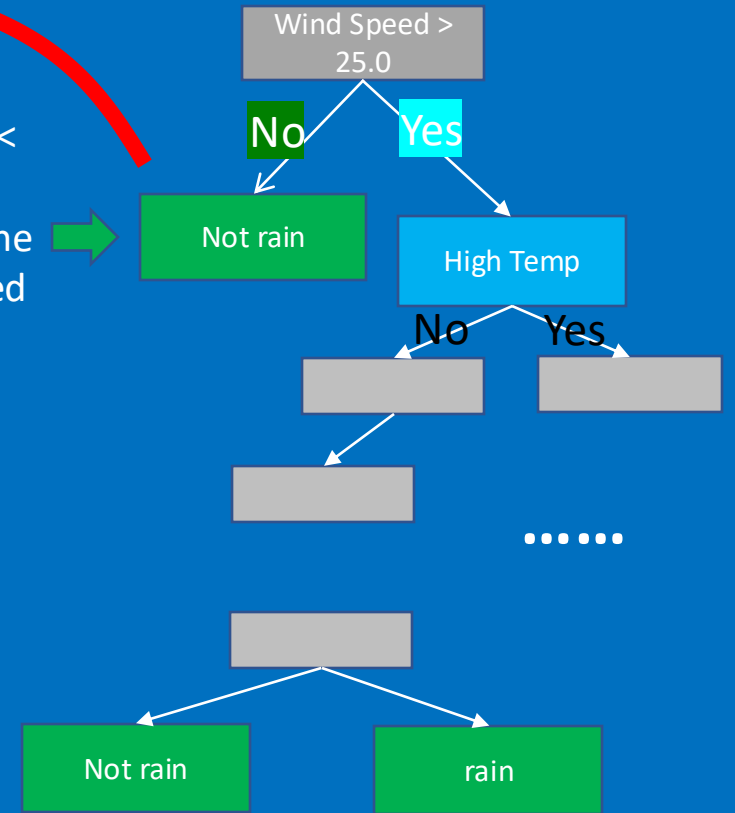 Wind Speed >
25.0
No
Yes
<
Not rain
High Temp
No
Yes
......
Not rain
rain